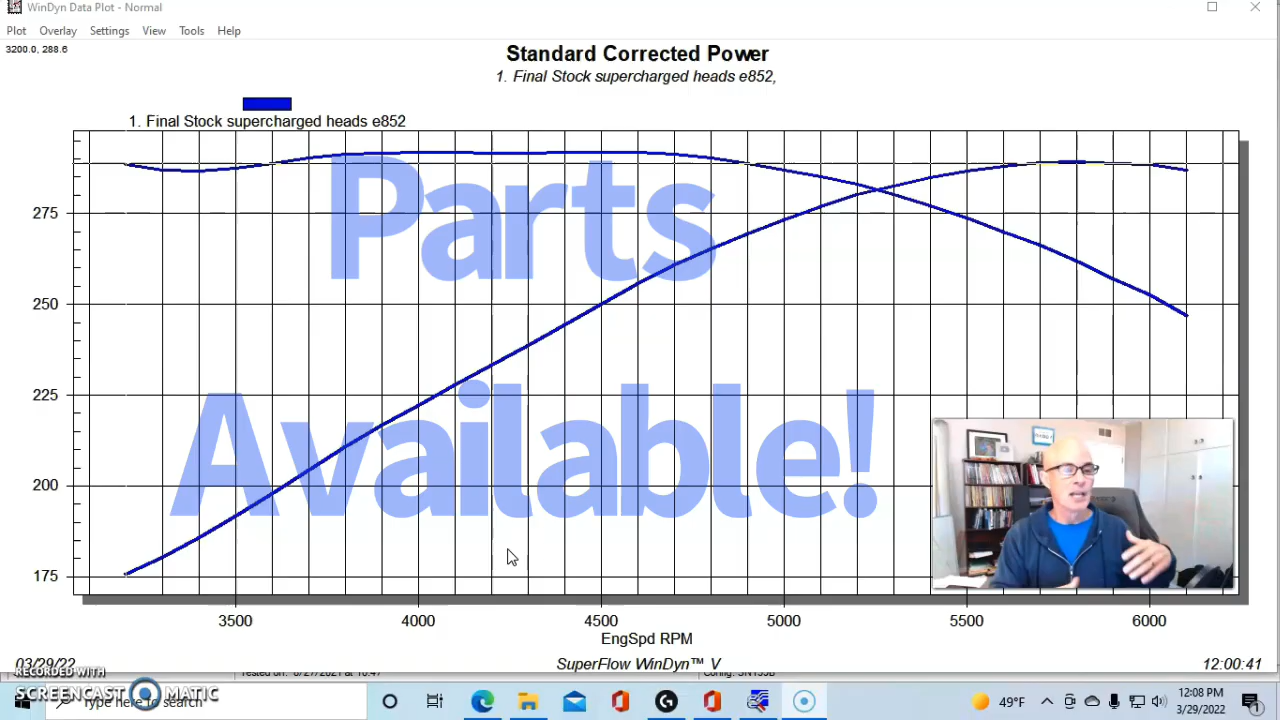 WinDyn Data Plot - Normal
Plot Overlay Settings View Tools Help
3200.0, 288.6
Standard Corrected Power
1. Final Stock supercharged heads e852,
1. Final Stock supercharged heads e852
Parts
Available!
275
250
225
200
175
3500 4000 4500 5000 5500 6000
EngSpd RPM
03/29/22 SuperFlow WinDyn™ V 12:00:41
RECORDED WITH
SCREENCAST MATIC
Type here to search
49°F
12:08 PM
3/29/2022